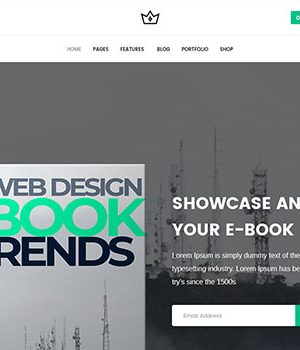 HOME PAGES FEATURES BLOG PORTFOLIO SHOP
WEB DESIGN
BOOK
TRENDS
SHOWCASE AN
YOUR E-BOOK
Lorem Ipsum is simply dummy text of the
typesetting industry. Lorem Ipsum has be
try's since the 1500s
Email Address